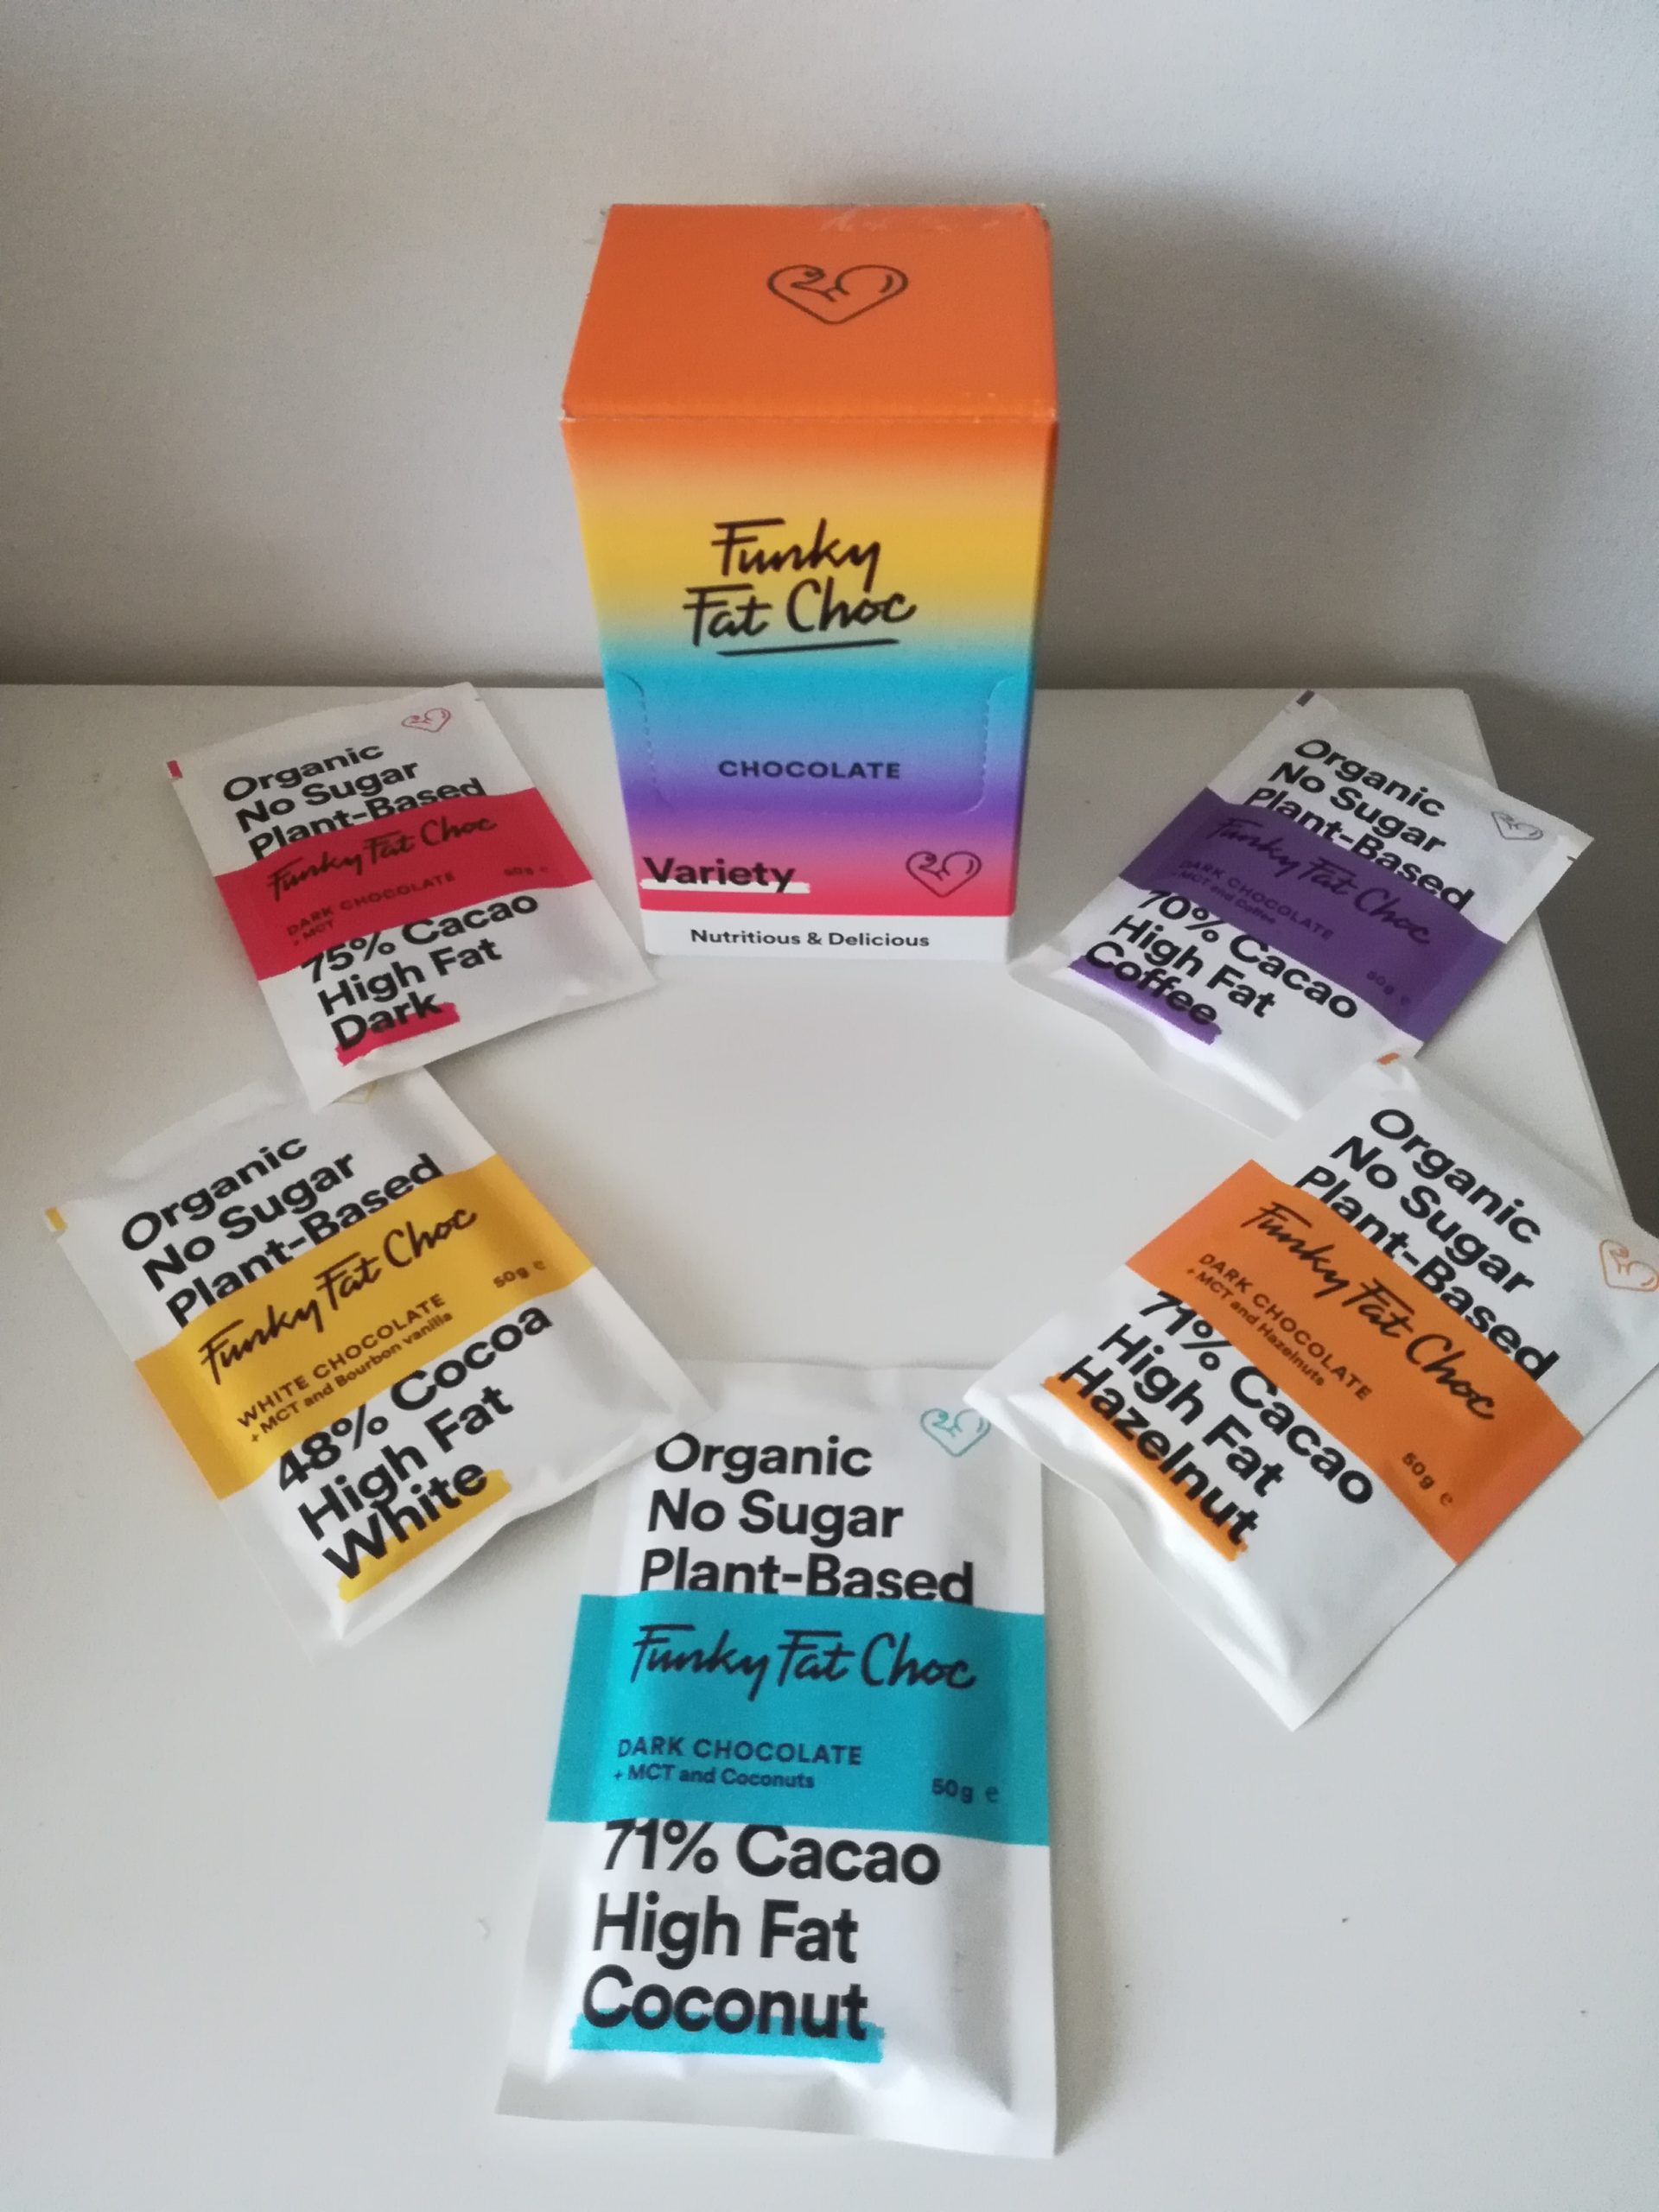 Funky
Fat Choc
CHOCOLATE
Variety
Nutritious & Delicious
Organic
No Sugar
Plant-Based
Funky Fat Choc
DARK CHOCOLATE
+ MCT
50g e
75% Cacao
High Fat
Dark
Organic
No Sugar
Plant-Based
Funky Fat Choc
DARK CHOCOLATE
+MCT and Coffee
50g e
70% Cacao
High Fat
Coffee
Organic
No Sugar
Plant-Based
Funky Fat Choc
WHITE CHOCOLATE
+ MCT and Bourbon vanilla
50g e
48% Cocoa
High Fat
White
Organic
No Sugar
Plant-Based
Funky Fat Choc
DARK CHOCOLATE
+MCT and Hazelnuts
50g e
71% Cacao
High Fat
Hazelnut
Organic
No Sugar
Plant-Based
Funky Fat Choc
DARK CHOCOLATE
+ MCT and Coconuts
50g e
71% Cacao
High Fat
Coconut